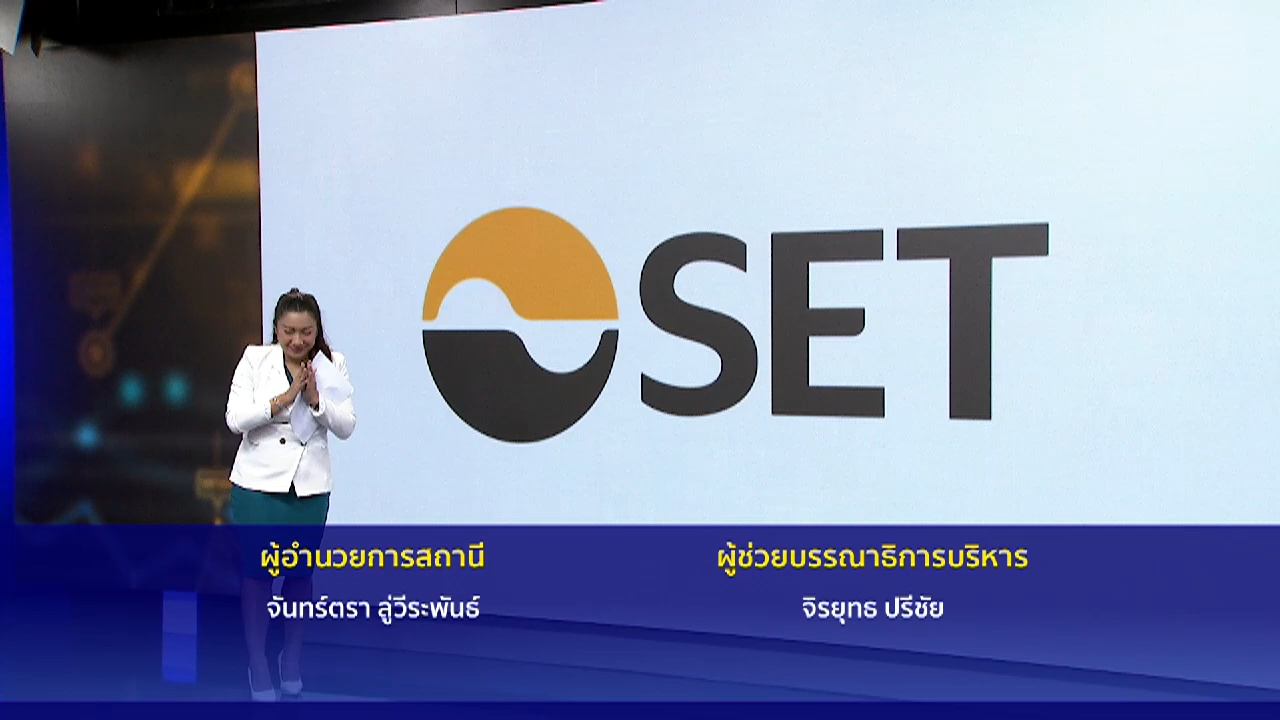 SET
ผู้อำนวยการสถานี
จันทร์ตรา ลู่วีระพันธ์
ผู้ช่วยบรรณาธิการบริหาร
จิรยุทธ ปรีชัย